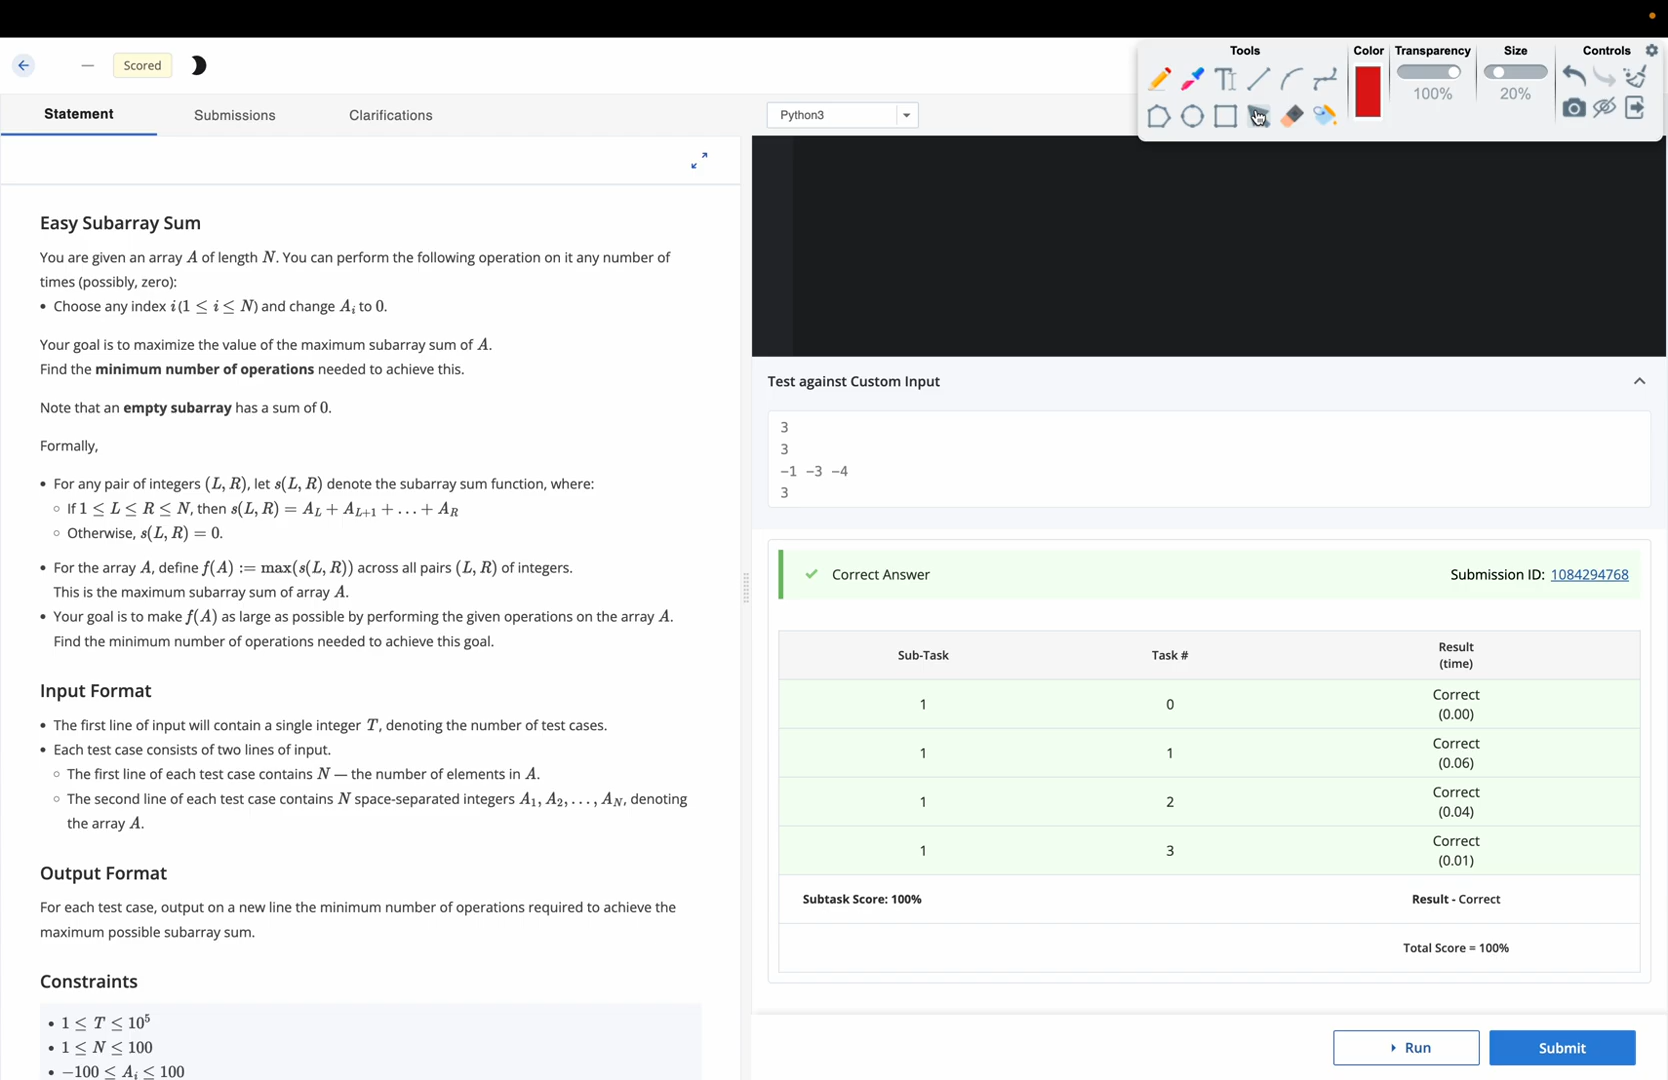 Scored
Statement
Submissions
Clarifications
Python3
Tools
Color
Transparency
Size
Controls
100%
20%
Easy Subarray Sum
You are given an array A of length N. You can perform the following operation on it any number of
times (possibly, zero):
• Choose any index i (1 ≤ i ≤ N) and change A_i to 0.
Your goal is to maximize the value of the maximum subarray sum of A.
Find the minimum number of operations needed to achieve this.
Note that an empty subarray has a sum of 0.
Formally,
• For any pair of integers (L, R), let s(L, R) denote the subarray sum function, where:
◦ If 1 ≤ L ≤ R ≤ N, then s(L, R) = A_L + A_{L+1} + … + A_R
◦ Otherwise, s(L, R) = 0.
• For the array A, define f(A) := max(s(L, R)) across all pairs (L, R) of integers.
This is the maximum subarray sum of array A.
• Your goal is to make f(A) as large as possible by performing the given operations on the array A.
Find the minimum number of operations needed to achieve this goal.
Input Format
• The first line of input will contain a single integer T, denoting the number of test cases.
• Each test case consists of two lines of input.
◦ The first line of each test case contains N — the number of elements in A.
◦ The second line of each test case contains N space-separated integers A_1, A_2, …, A_N, denoting
the array A.
Output Format
For each test case, output on a new line the minimum number of operations required to achieve the
maximum possible subarray sum.
Constraints
• 1 ≤ T ≤ 10^5
• 1 ≤ N ≤ 100
• −100 ≤ A_i ≤ 100
Test against Custom Input
3
3
-1 -3 -4
3
Correct Answer
Submission ID: 1084294768
Sub-Task Task # Result
(time)
1 0 Correct
(0.00)
1 1 Correct
(0.06)
1 2 Correct
(0.04)
1 3 Correct
(0.01)
Subtask Score: 100% Result - Correct
Total Score = 100%
Run
Submit